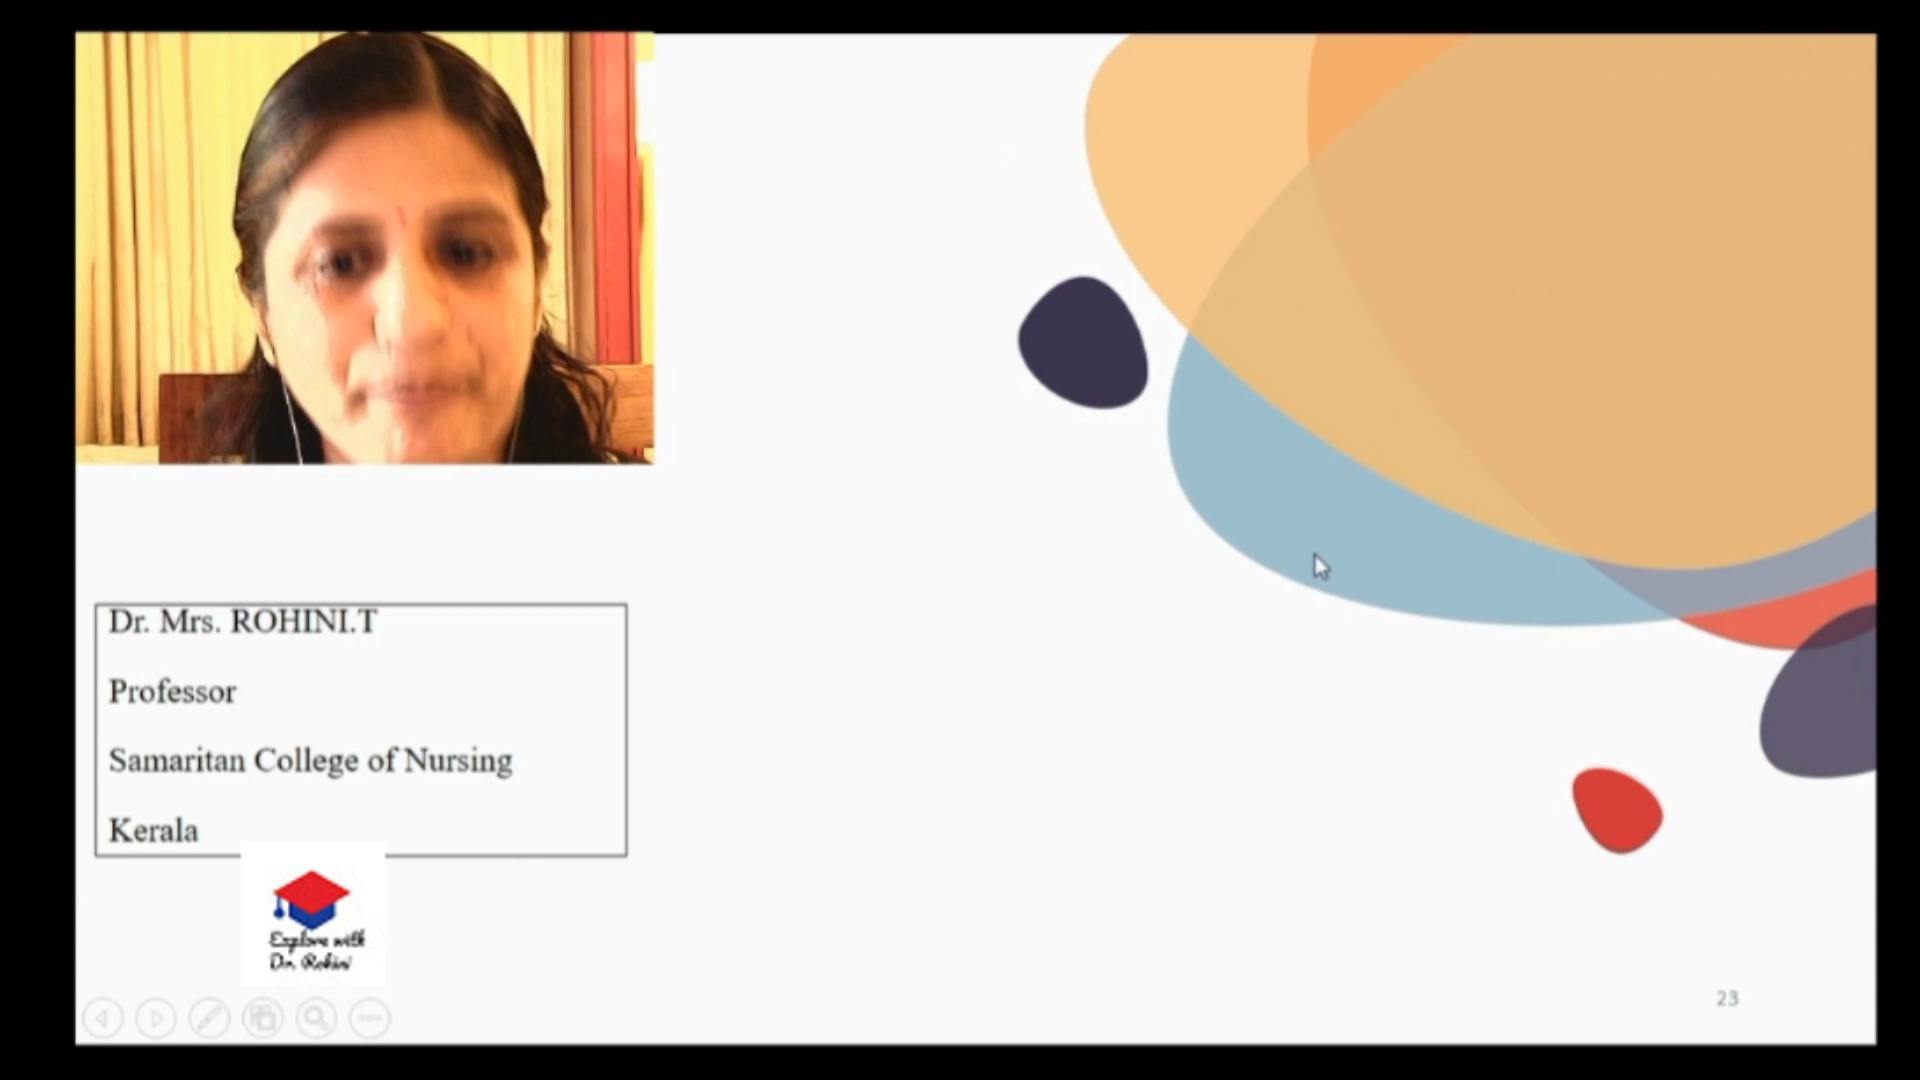 Dr. Mrs. ROHINI.T
Professor
Samaritan College of Nursing
Kerala
Explore with
Dr. Rohini
23